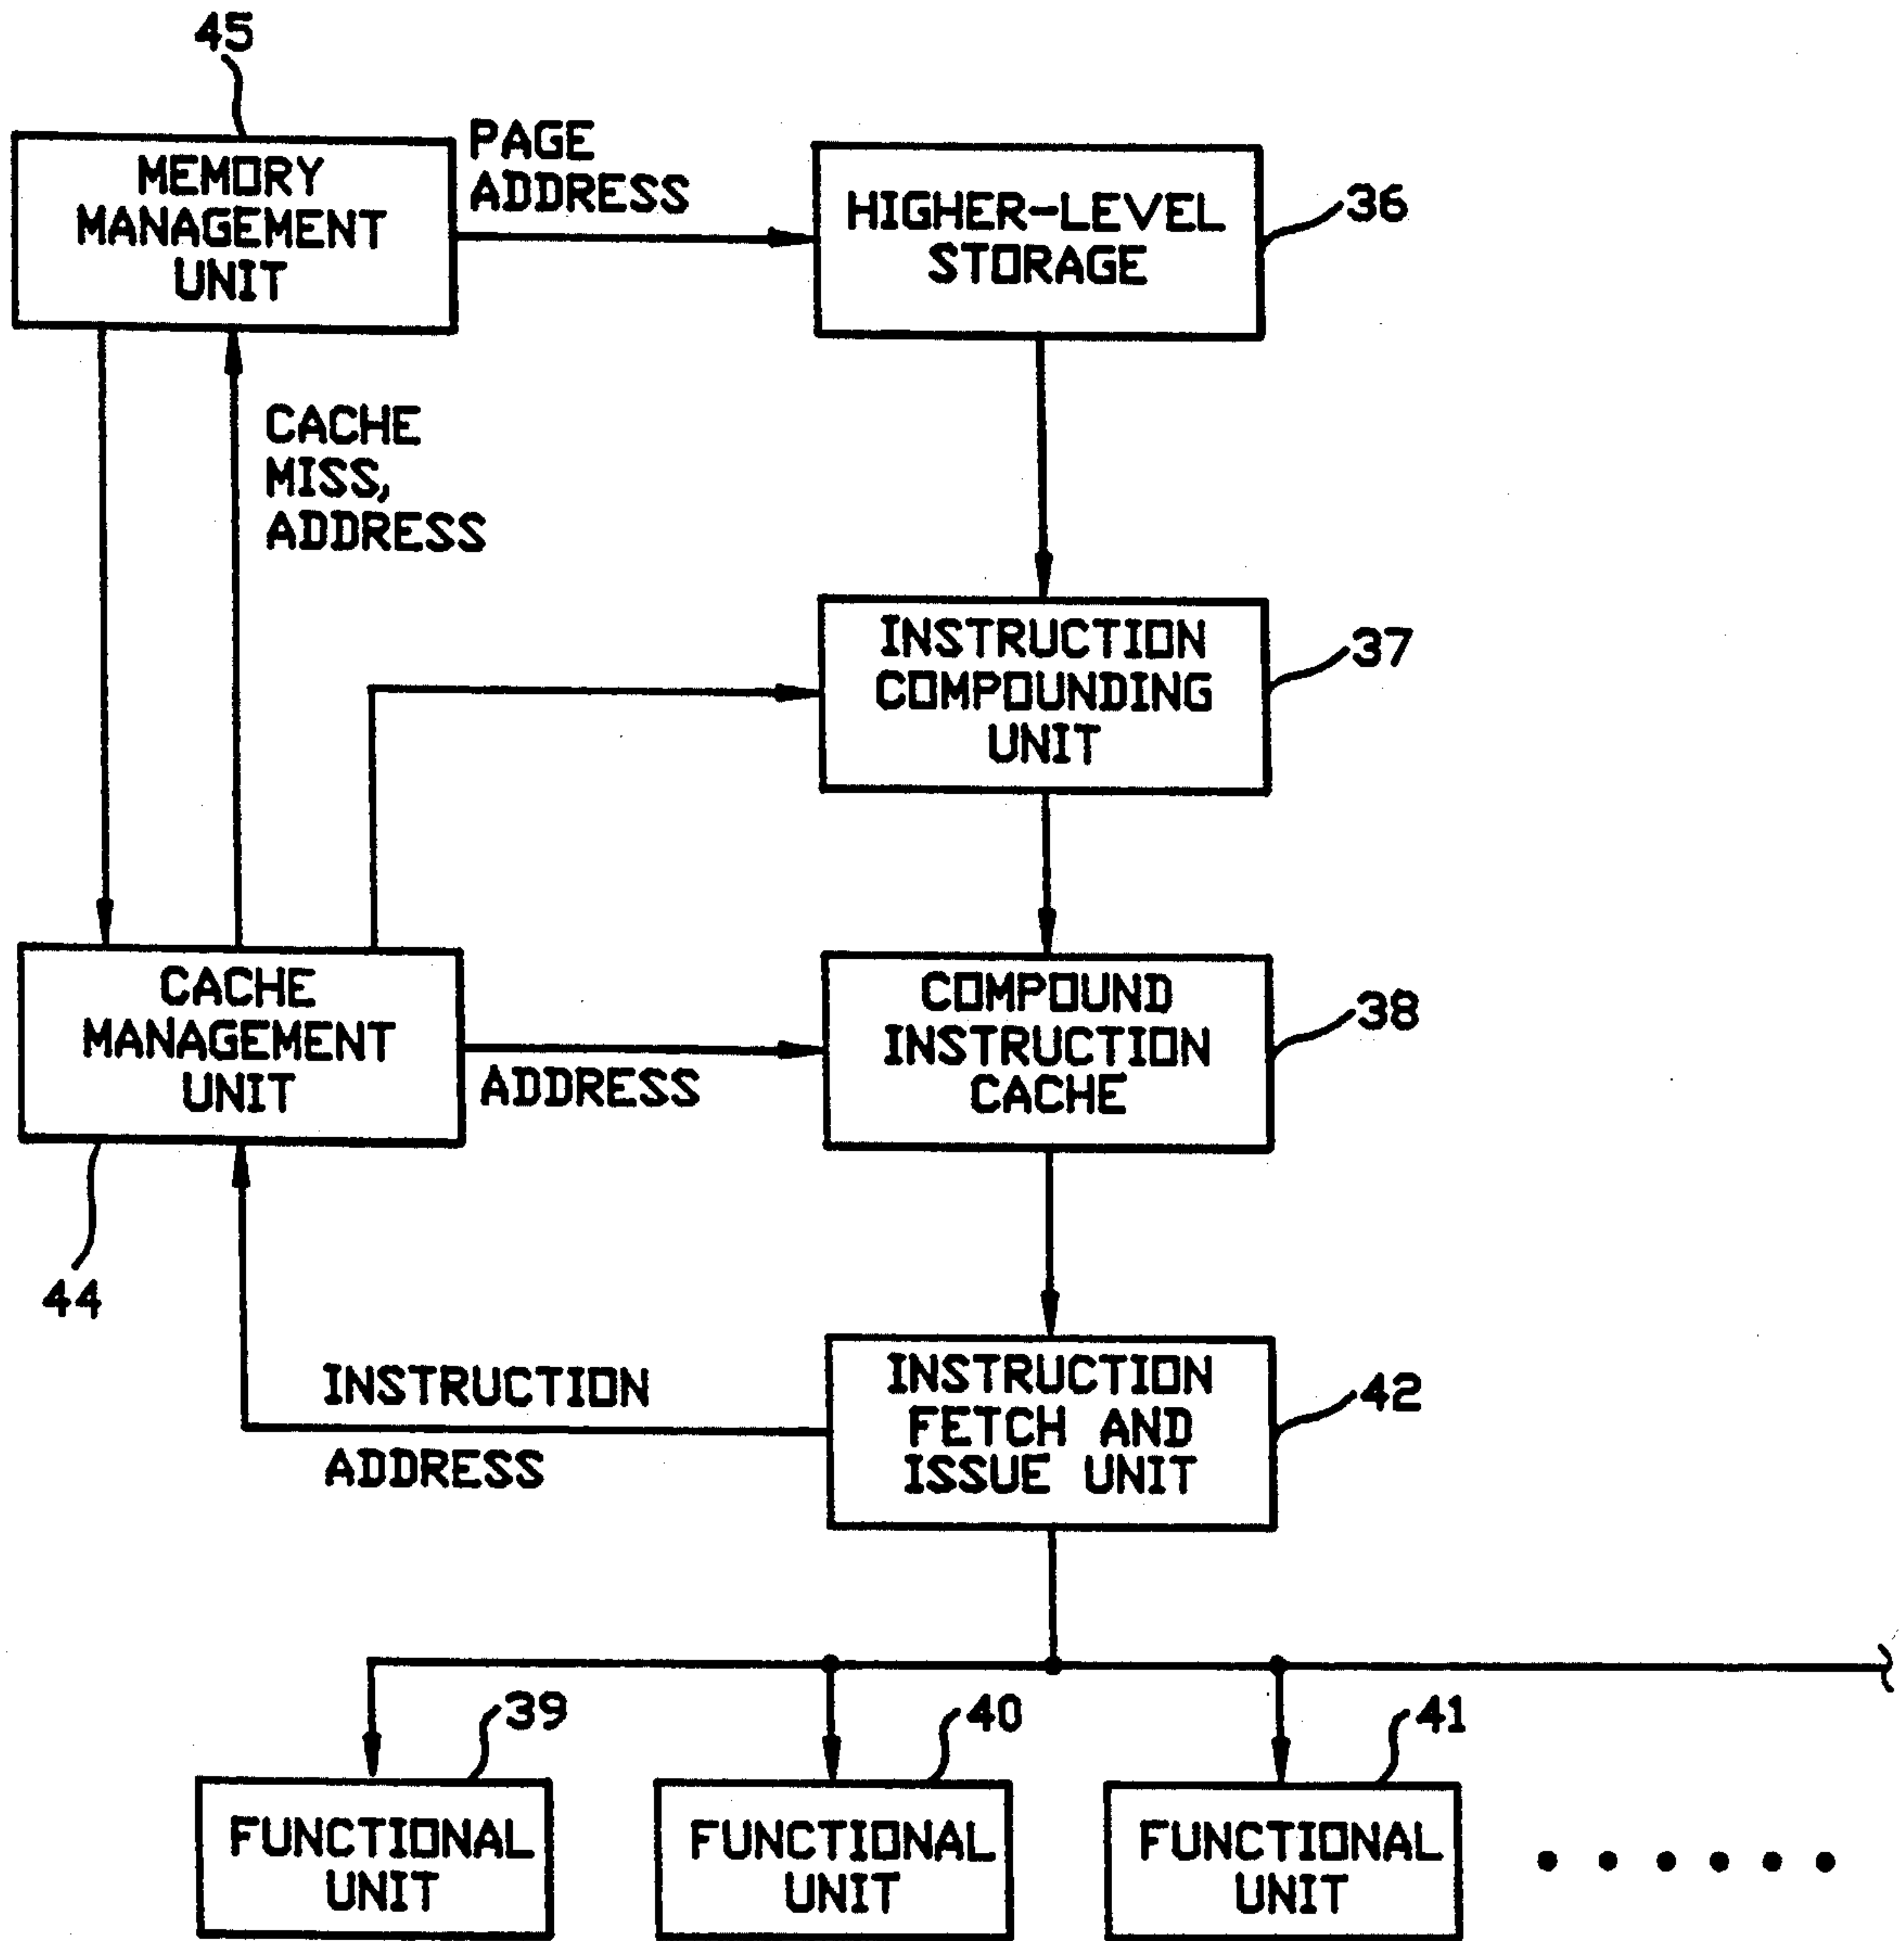 45
MEMORY
MANAGEMENT
UNIT
PAGE
ADDRESS
HIGHER-LEVEL
STORAGE
36
CACHE
MISS,
ADDRESS
INSTRUCTION
COMPOUNDING
UNIT
37
CACHE
MANAGEMENT
UNIT
44
ADDRESS
COMPOUND
INSTRUCTION
CACHE
38
INSTRUCTION
ADDRESS
INSTRUCTION
FETCH AND
ISSUE UNIT
42
39
FUNCTIONAL
UNIT
40
FUNCTIONAL
UNIT
41
FUNCTIONAL
UNIT